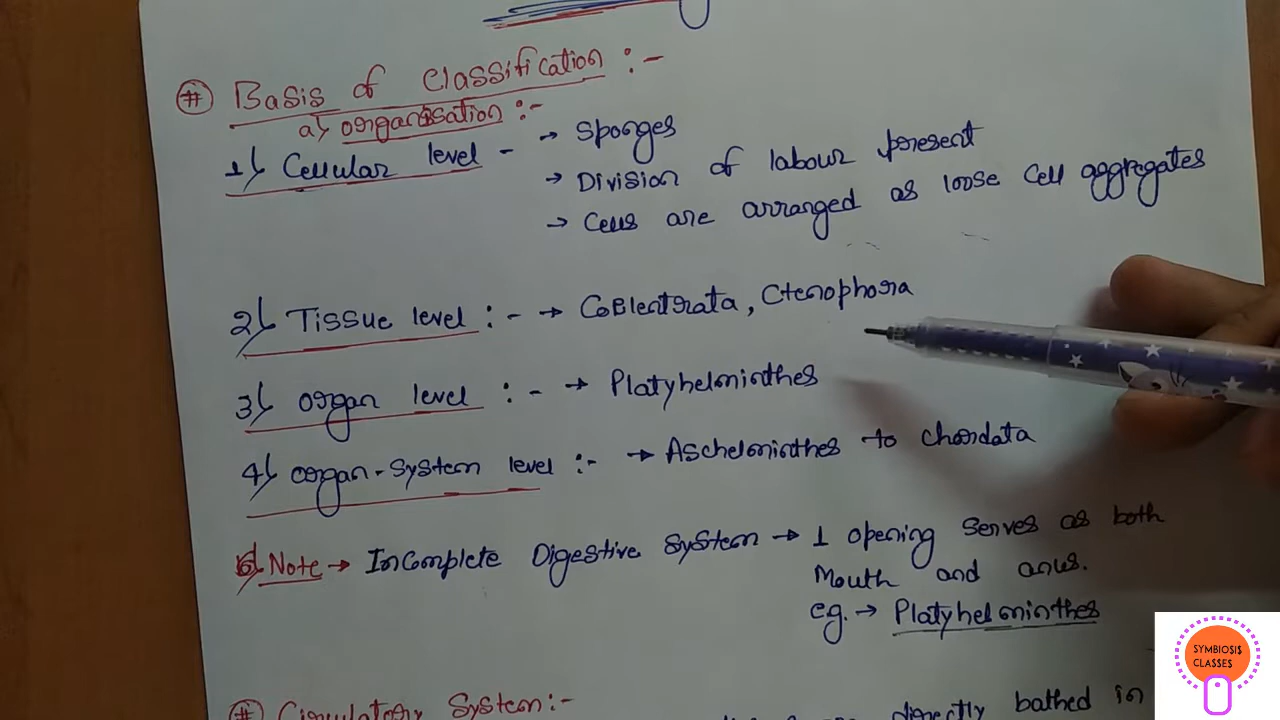 # Basis of Classification :-
a) organisation :-
1) Cellular level - → Sponges
→ Division of labour present
→ Cells are arranged as loose cell aggregates
2) Tissue level :- → Coelentrata, Ctenophora
3) organ level :- → Platyhelminthes
4) organ-System level :- → Aschelminthes to chordata
Note → Incomplete Digestive System → 1 opening serves as both
Mouth and anus.
e.g. → Platyhelminthes
# Circulatory System:-
directly bathed in
SYMBIOSIS
CLASSES